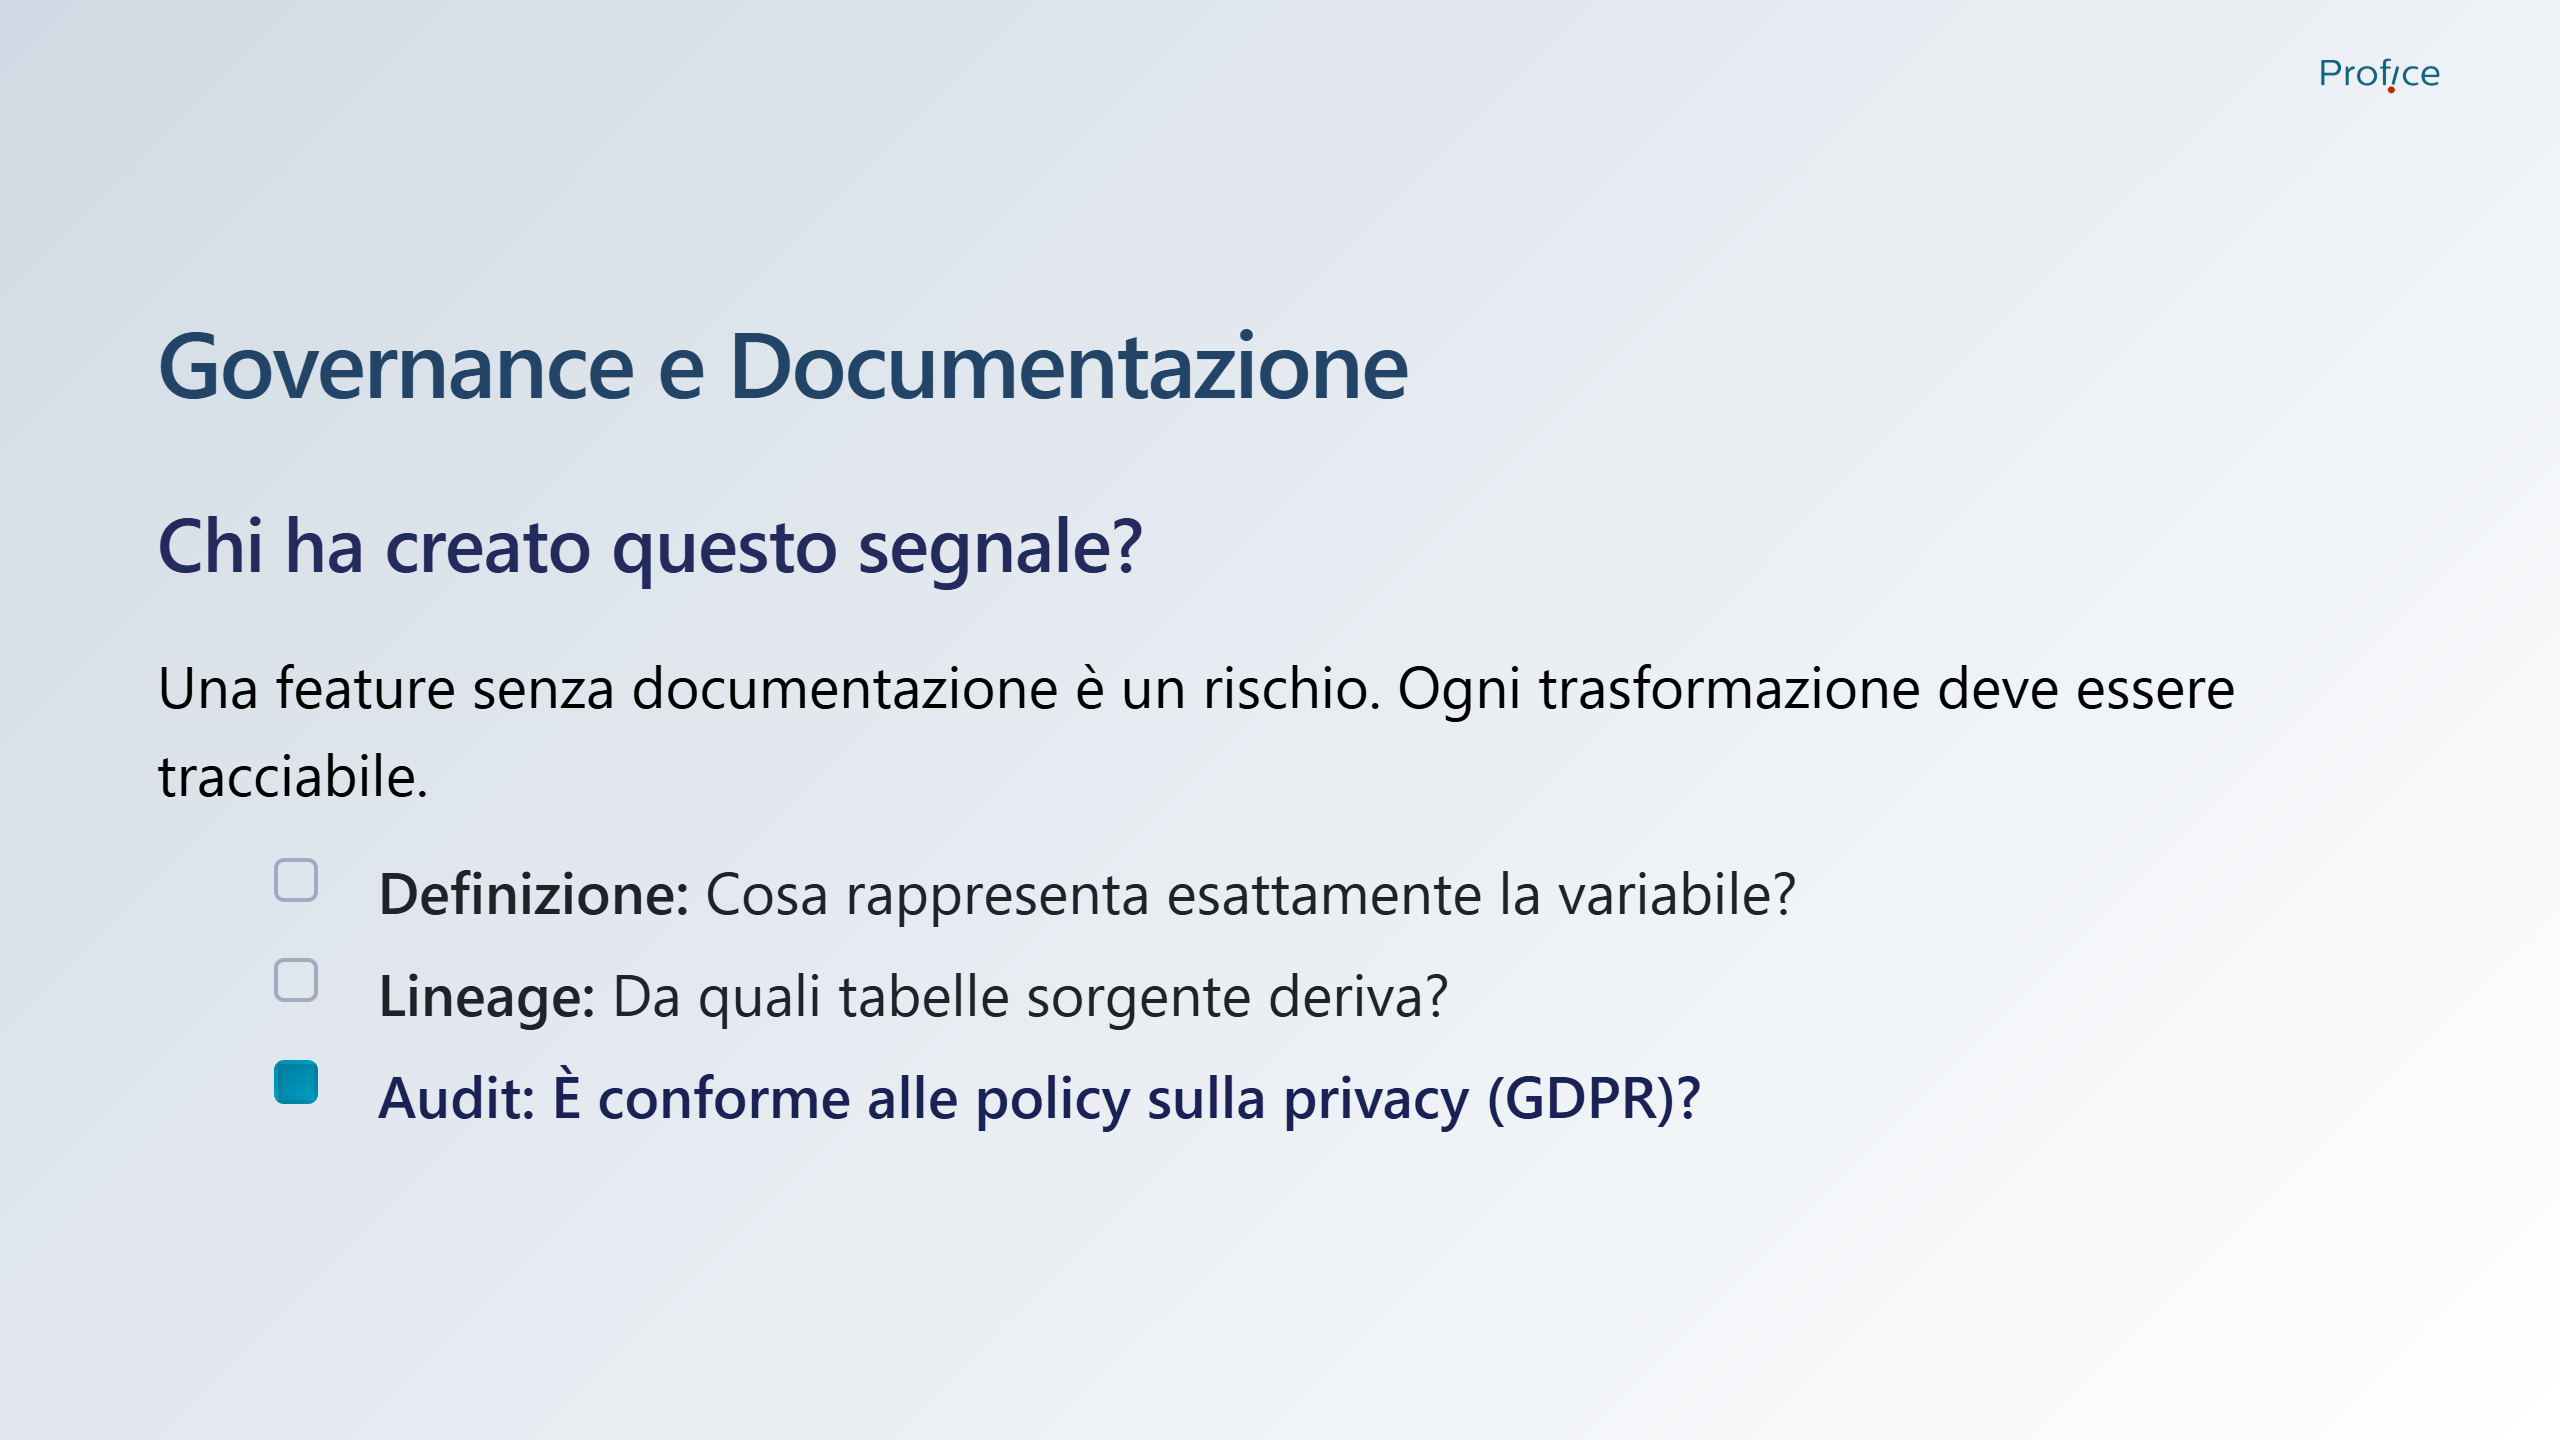 Profice
Governance e Documentazione
Chi ha creato questo segnale?
Una feature senza documentazione è un rischio. Ogni trasformazione deve essere
tracciabile.
Definizione: Cosa rappresenta esattamente la variabile?
Lineage: Da quali tabelle sorgente deriva?
Audit: È conforme alle policy sulla privacy (GDPR)?